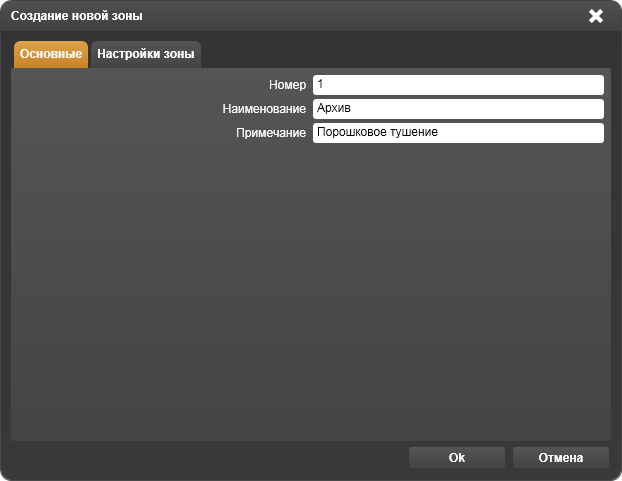 Создание новой зоны
Основные Настройки зоны
Номер 1
Наименование Архив
Примечание Порошковое тушение
Ok Отмена